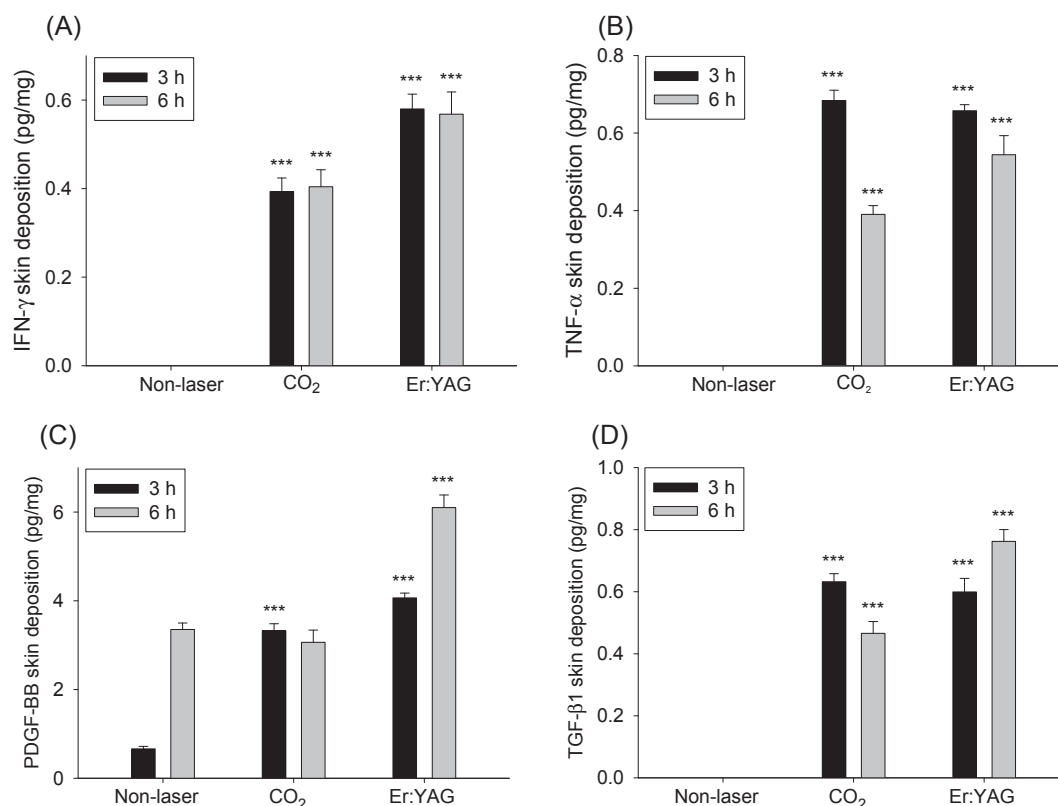 (A)
IFN-γ skin deposition (pg/mg)
3 h
6 h
0.6
0.4
0.2
0.0
***
***
***
***
Non-laser
CO₂
Er:YAG
(B)
TNF-α skin deposition (pg/mg)
3 h
6 h
0.8
0.6
0.4
0.2
0.0
***
***
***
***
Non-laser
CO₂
Er:YAG
(C)
PDGF-BB skin deposition (pg/mg)
3 h
6 h
6
4
2
0
***
***
***
Non-laser
CO₂
Er:YAG
(D)
TGF-β1 skin deposition (pg/mg)
3 h
6 h
1.0
0.8
0.6
0.4
0.2
0.0
***
***
***
***
Non-laser
CO₂
Er:YAG